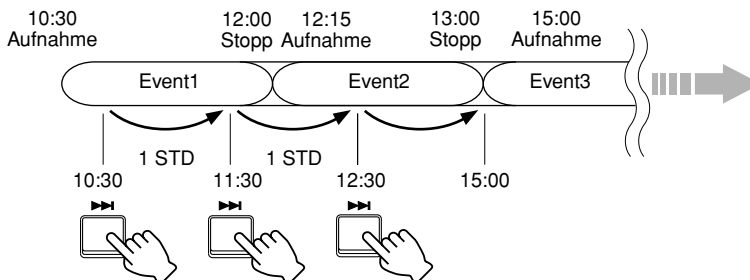 10:30 12:00 12:15 13:00 15:00
Aufnahme Stopp Aufnahme Stopp Aufnahme
Event1 Event2 Event3
1 STD 1 STD
10:30 11:30 12:30 15:00